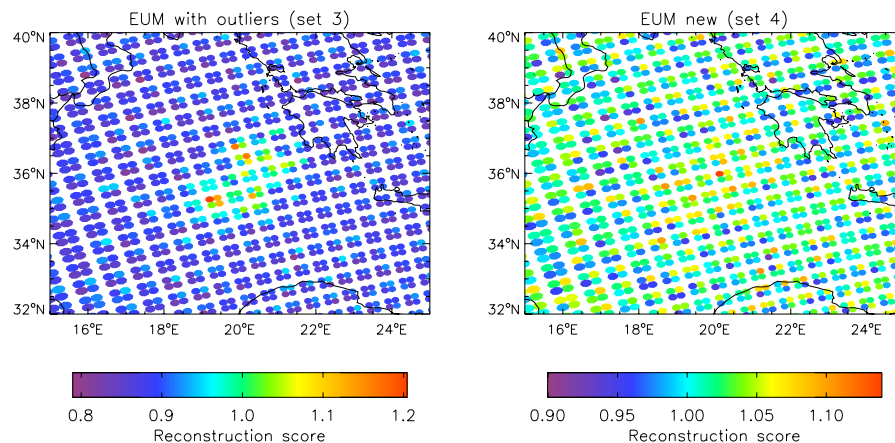 EUM with outliers (set 3)
40°N
38°N
36°N
34°N
32°N
16°E 18°E 20°E 22°E 24°E
0.8 0.9 1.0 1.1 1.2
Reconstruction score
EUM new (set 4)
40°N
38°N
36°N
34°N
32°N
16°E 18°E 20°E 22°E 24°E
0.90 0.95 1.00 1.05 1.10
Reconstruction score